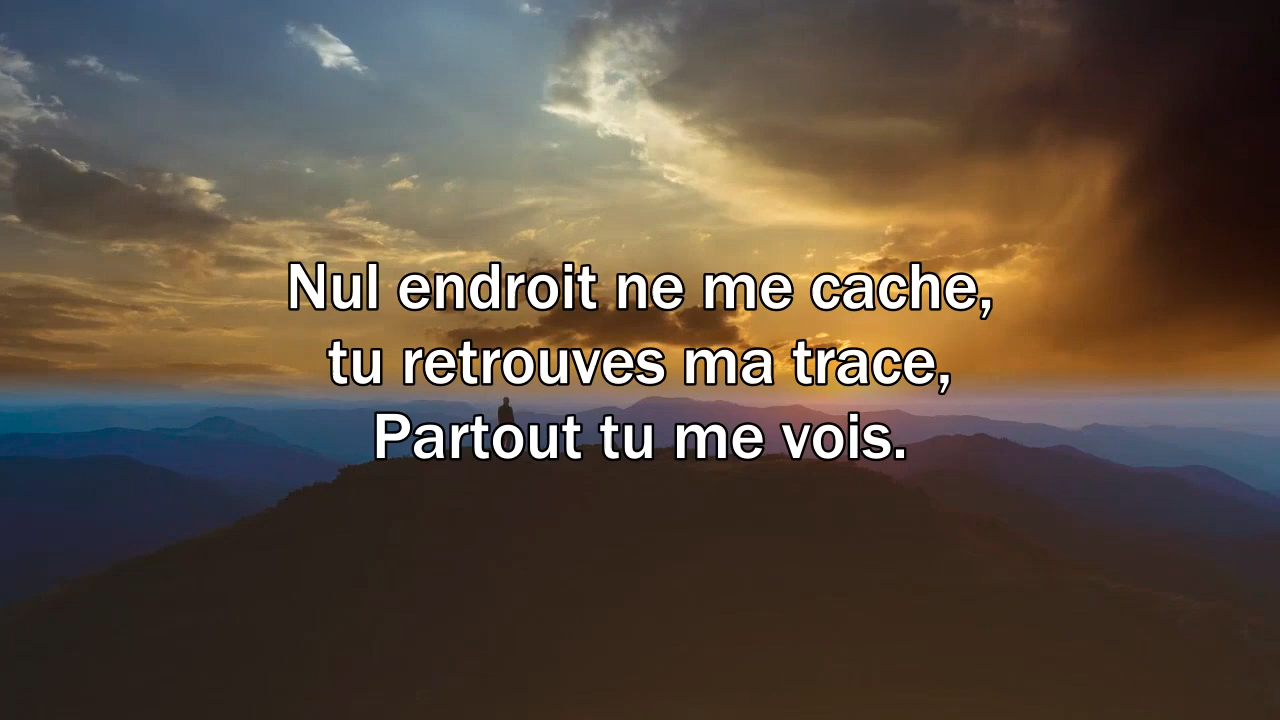 Nul endroit ne me cache,
tu retrouves ma trace,
Partout tu me vois.